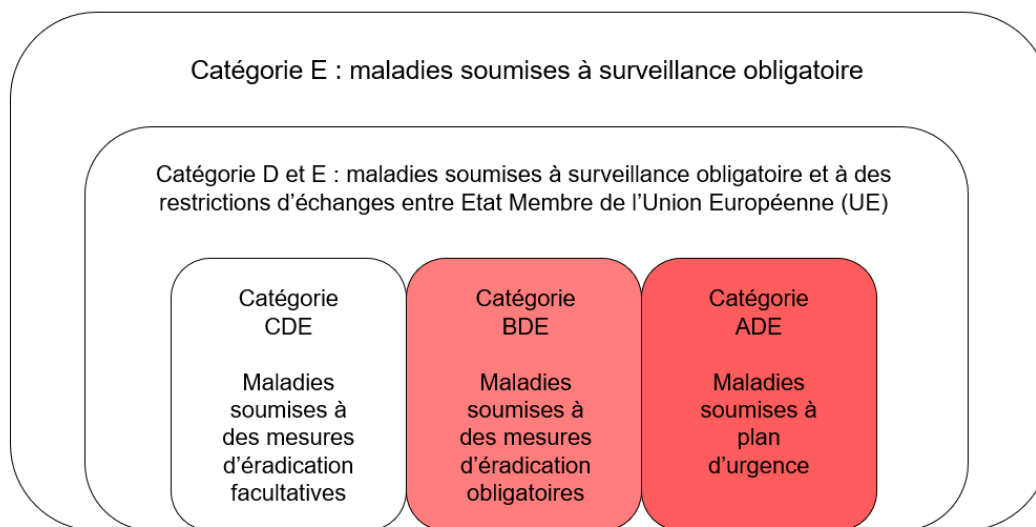 Catégorie E : maladies soumises à surveillance obligatoire
Catégorie D et E : maladies soumises à surveillance obligatoire et à des
restrictions d'échanges entre Etat Membre de l'Union Européenne (UE)
Catégorie
CDE
Maladies
soumises à
des mesures
d'éradication
facultatives
Catégorie
BDE
Maladies
soumises à
des mesures
d'éradication
obligatoires
Catégorie
ADE
Maladies
soumises à
plan
d'urgence